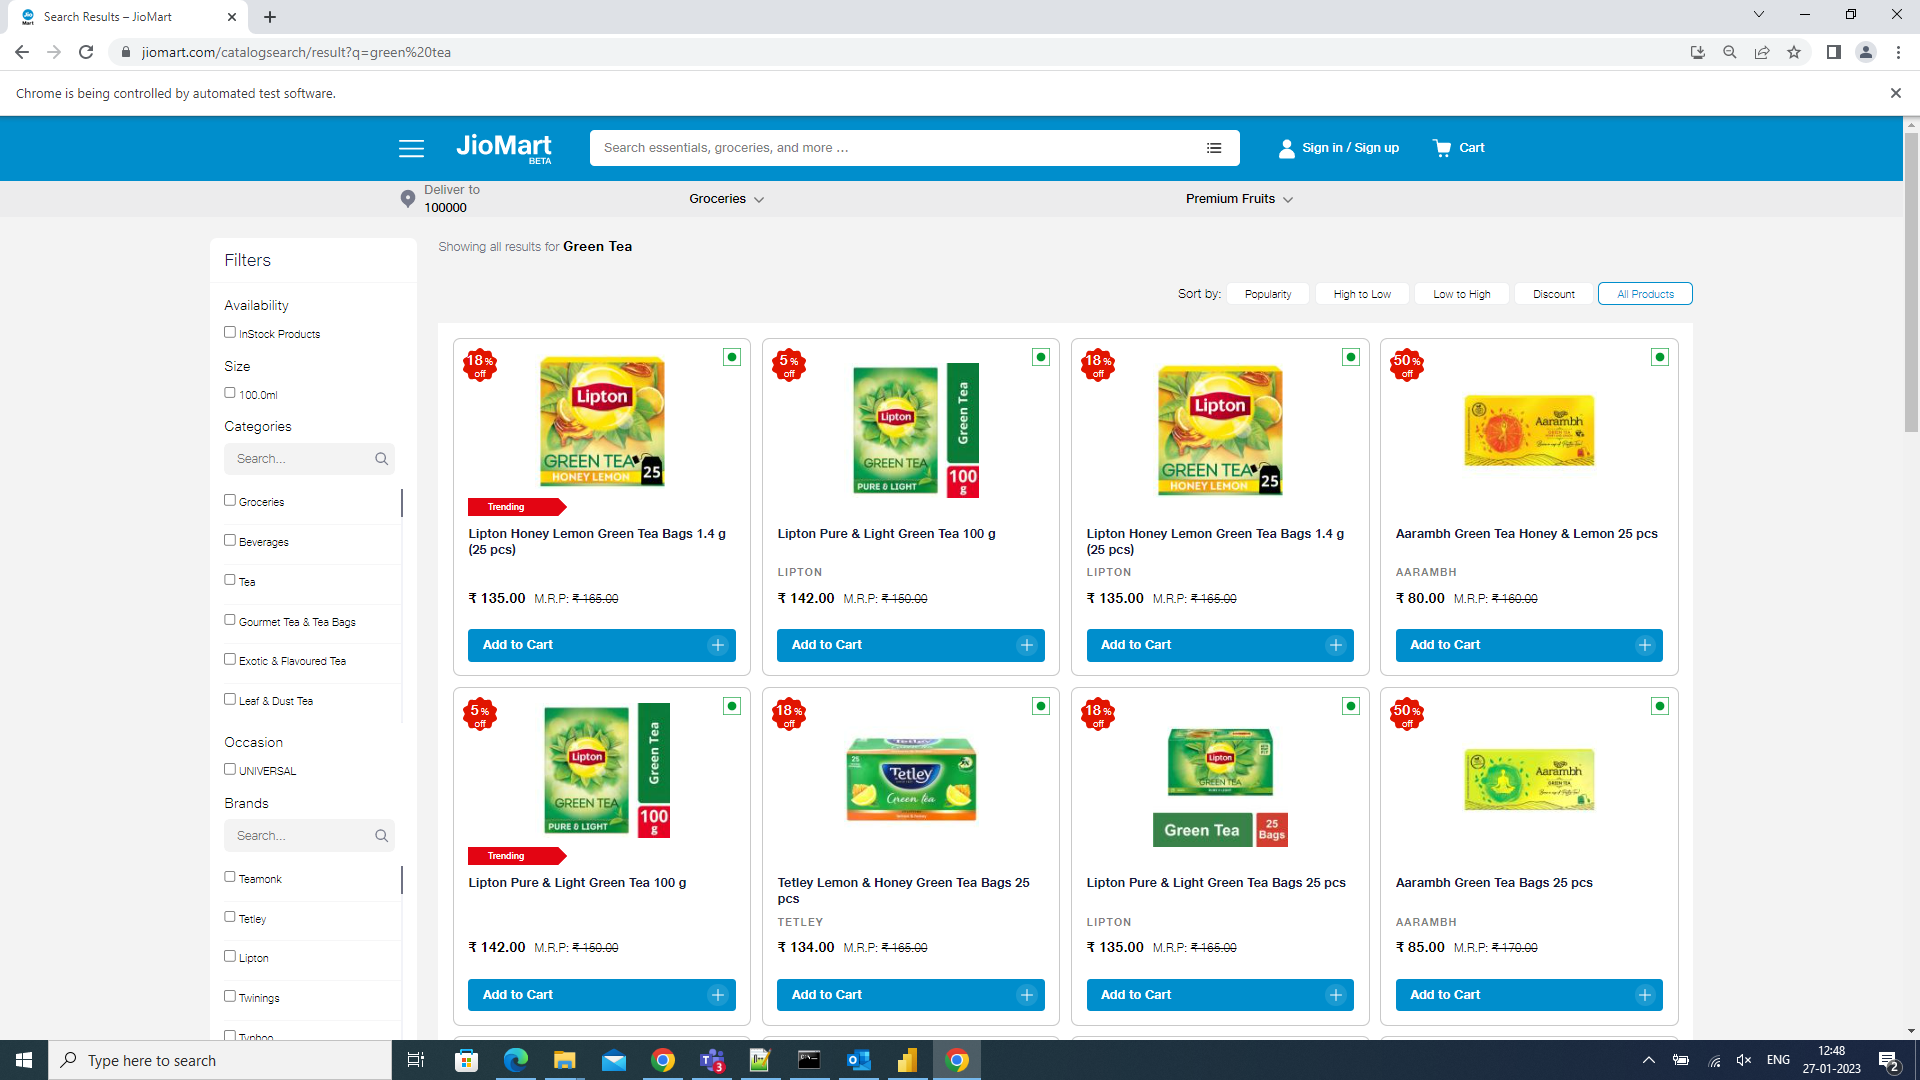 Search Results – JioMart
jiomart.com/catalogsearch/result?q=green%20tea
Chrome is being controlled by automated test software.
JioMart
BETA
Search essentials, groceries, and more ...
Sign in / Sign up
Cart
Deliver to
100000
Groceries
Premium Fruits
Filters
Availability
InStock Products
Size
100.0ml
Categories
Search...
Groceries
Beverages
Tea
Gourmet Tea & Tea Bags
Exotic & Flavoured Tea
Leaf & Dust Tea
Occasion
UNIVERSAL
Brands
Search...
Teamonk
Tetley
Lipton
Twinings
Typhoo
Showing all results for Green Tea
Sort by: Popularity High to Low Low to High Discount All Products
18% off
Lipton
GREEN TEA
HONEY LEMON
25
Trending
Lipton Honey Lemon Green Tea Bags 1.4 g
(25 pcs)
₹ 135.00 M.R.P: ₹ 165.00
Add to Cart
5% off
Lipton
GREEN TEA
PURE & LIGHT
Green Tea
100 g
Lipton Pure & Light Green Tea 100 g
LIPTON
₹ 142.00 M.R.P: ₹ 150.00
Add to Cart
18% off
Lipton
GREEN TEA
HONEY LEMON
25
Lipton Honey Lemon Green Tea Bags 1.4 g
(25 pcs)
LIPTON
₹ 135.00 M.R.P: ₹ 165.00
Add to Cart
50% off
Aarambh
GREEN TEA
Aarambh Green Tea Honey & Lemon 25 pcs
AARAMBH
₹ 80.00 M.R.P: ₹ 160.00
Add to Cart
5% off
Lipton
GREEN TEA
PURE & LIGHT
Green Tea
100 g
Trending
Lipton Pure & Light Green Tea 100 g
₹ 142.00 M.R.P: ₹ 150.00
Add to Cart
18% off
25
Tetley
Green tea
Tetley Lemon & Honey Green Tea Bags 25
pcs
TETLEY
₹ 134.00 M.R.P: ₹ 165.00
Add to Cart
18% off
Lipton
GREEN TEA
Green Tea
25 Bags
Lipton Pure & Light Green Tea Bags 25 pcs
LIPTON
₹ 135.00 M.R.P: ₹ 165.00
Add to Cart
50% off
Aarambh
GREEN TEA
Aarambh Green Tea Bags 25 pcs
AARAMBH
₹ 85.00 M.R.P: ₹ 170.00
Add to Cart
Type here to search
3
ENG
12:48
27-01-2023
2